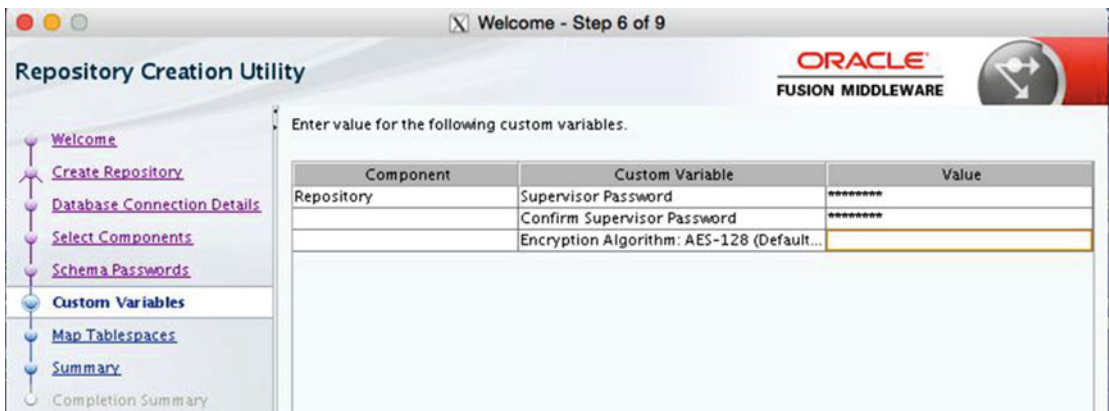 X Welcome - Step 6 of 9
Repository Creation Utility
ORACLE
FUSION MIDDLEWARE
Welcome
Create Repository
Database Connection Details
Select Components
Schema Passwords
Custom Variables
Map Tablespaces
Summary
Completion Summary
Enter value for the following custom variables.
Component Custom Variable Value
Repository Supervisor Password ********
Confirm Supervisor Password ********
Encryption Algorithm: AES-128 (Default...